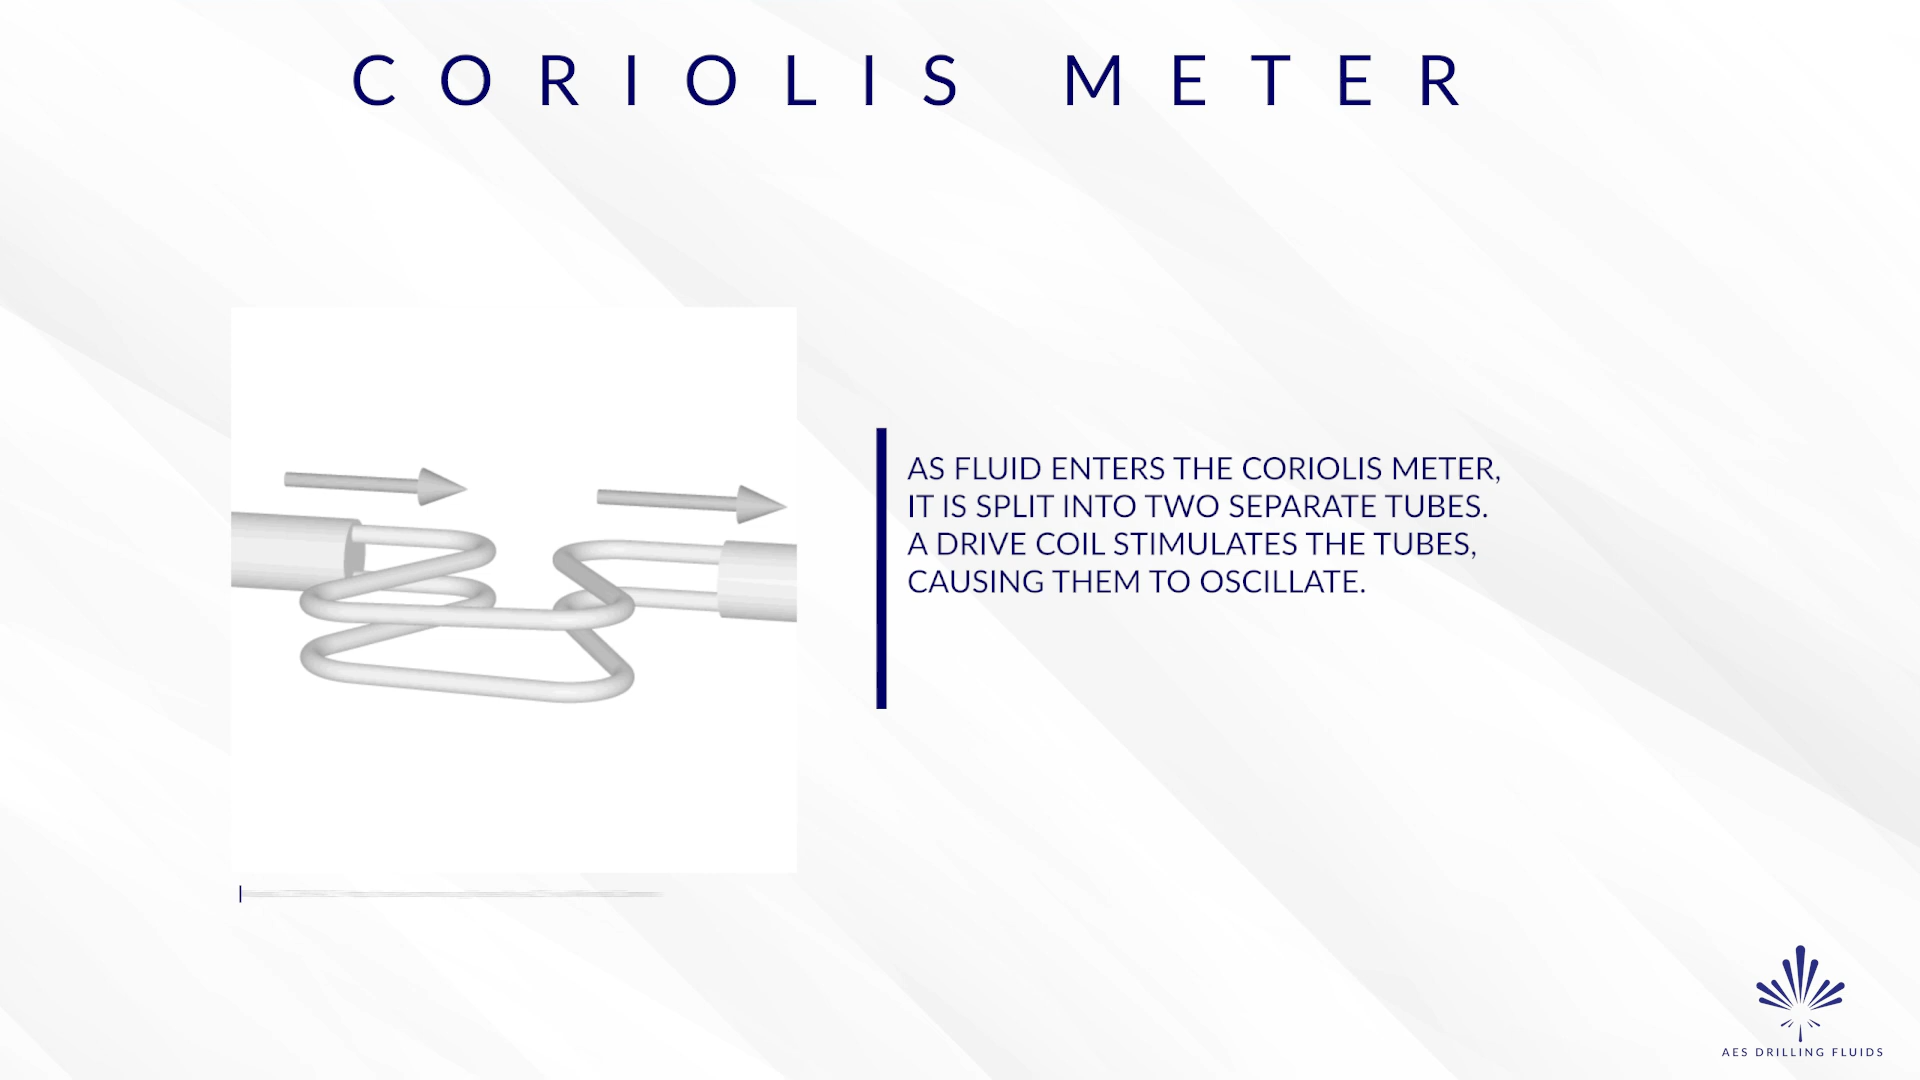 CORIOLIS METER
AS FLUID ENTERS THE CORIOLIS METER,
IT IS SPLIT INTO TWO SEPARATE TUBES.
A DRIVE COIL STIMULATES THE TUBES,
CAUSING THEM TO OSCILLATE.
AES DRILLING FLUIDS